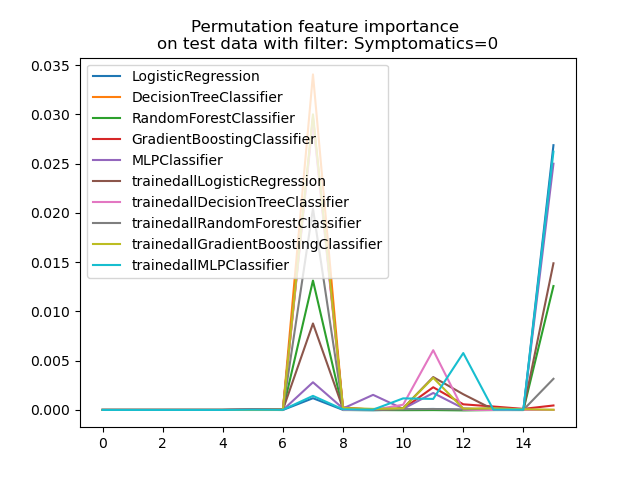 Permutation feature importance
on test data with filter: Symptomatics=0
0.035
0.030
0.025
0.020
0.015
0.010
0.005
0.000
LogisticRegression
DecisionTreeClassifier
RandomForestClassifier
GradientBoostingClassifier
MLPClassifier
trainedallLogisticRegression
trainedallDecisionTreeClassifier
trainedallRandomForestClassifier
trainedallGradientBoostingClassifier
trainedallMLPClassifier
0 2 4 6 8 10 12 14